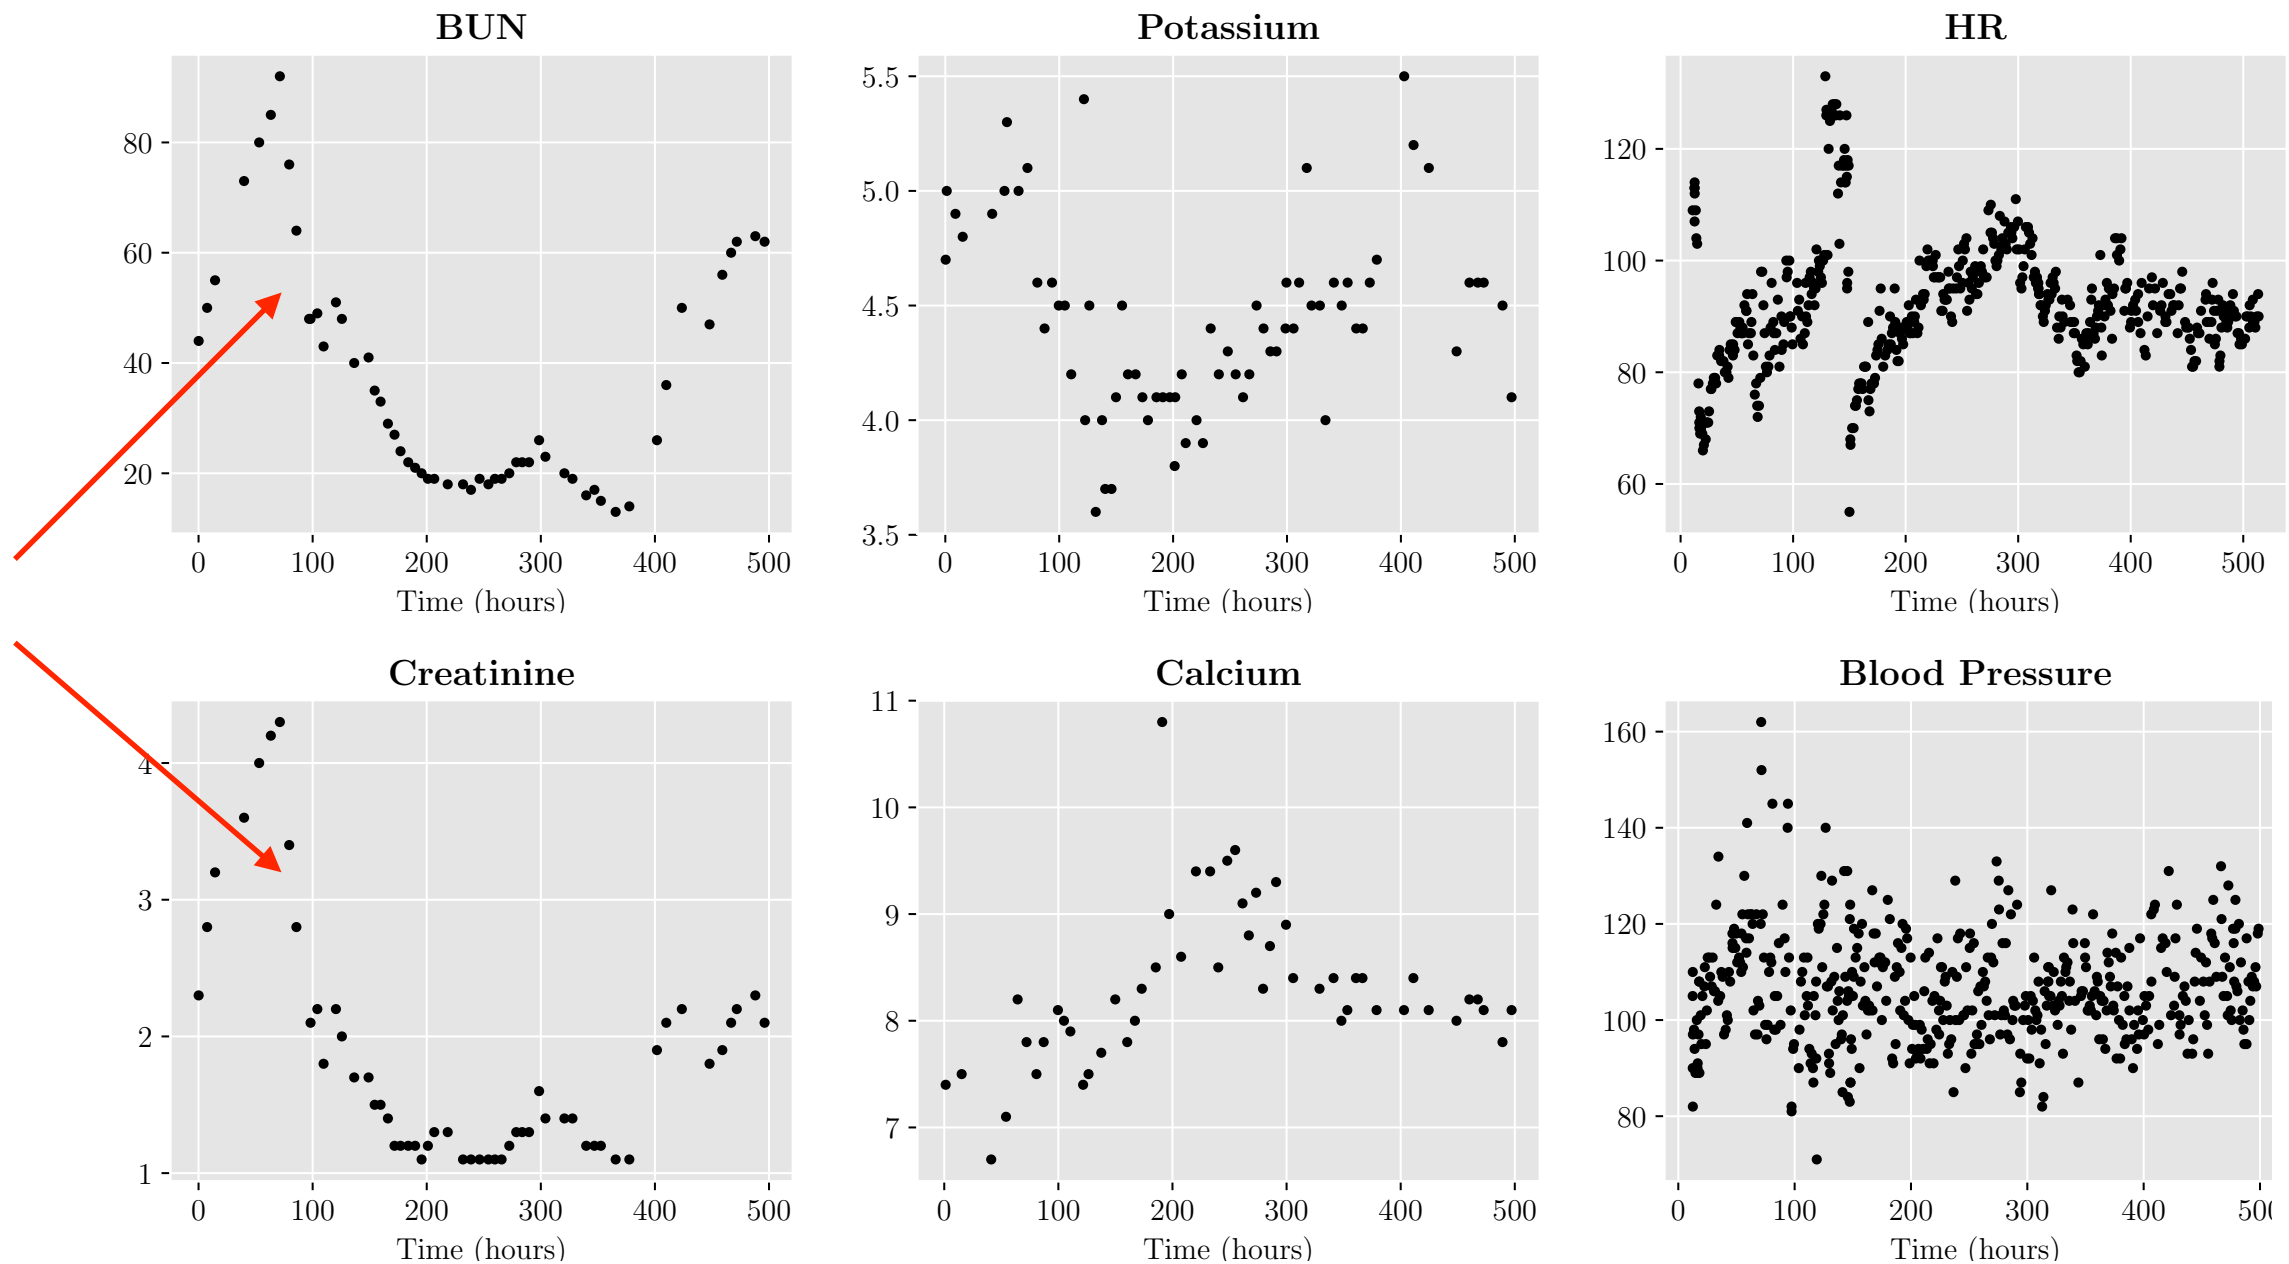 BUN Potassium HR
80
60
40
20
0 100 200 300 400 500
Time (hours)
5.5
5.0
4.5
4.0
3.5
0 100 200 300 400 500
Time (hours)
120
100
80
60
0 100 200 300 400 500
Time (hours)
Creatinine Calcium Blood Pressure
4
3
2
1
0 100 200 300 400 500
Time (hours)
11
10
9
8
7
0 100 200 300 400 500
Time (hours)
160
140
120
100
80
0 100 200 300 400 500
Time (hours)